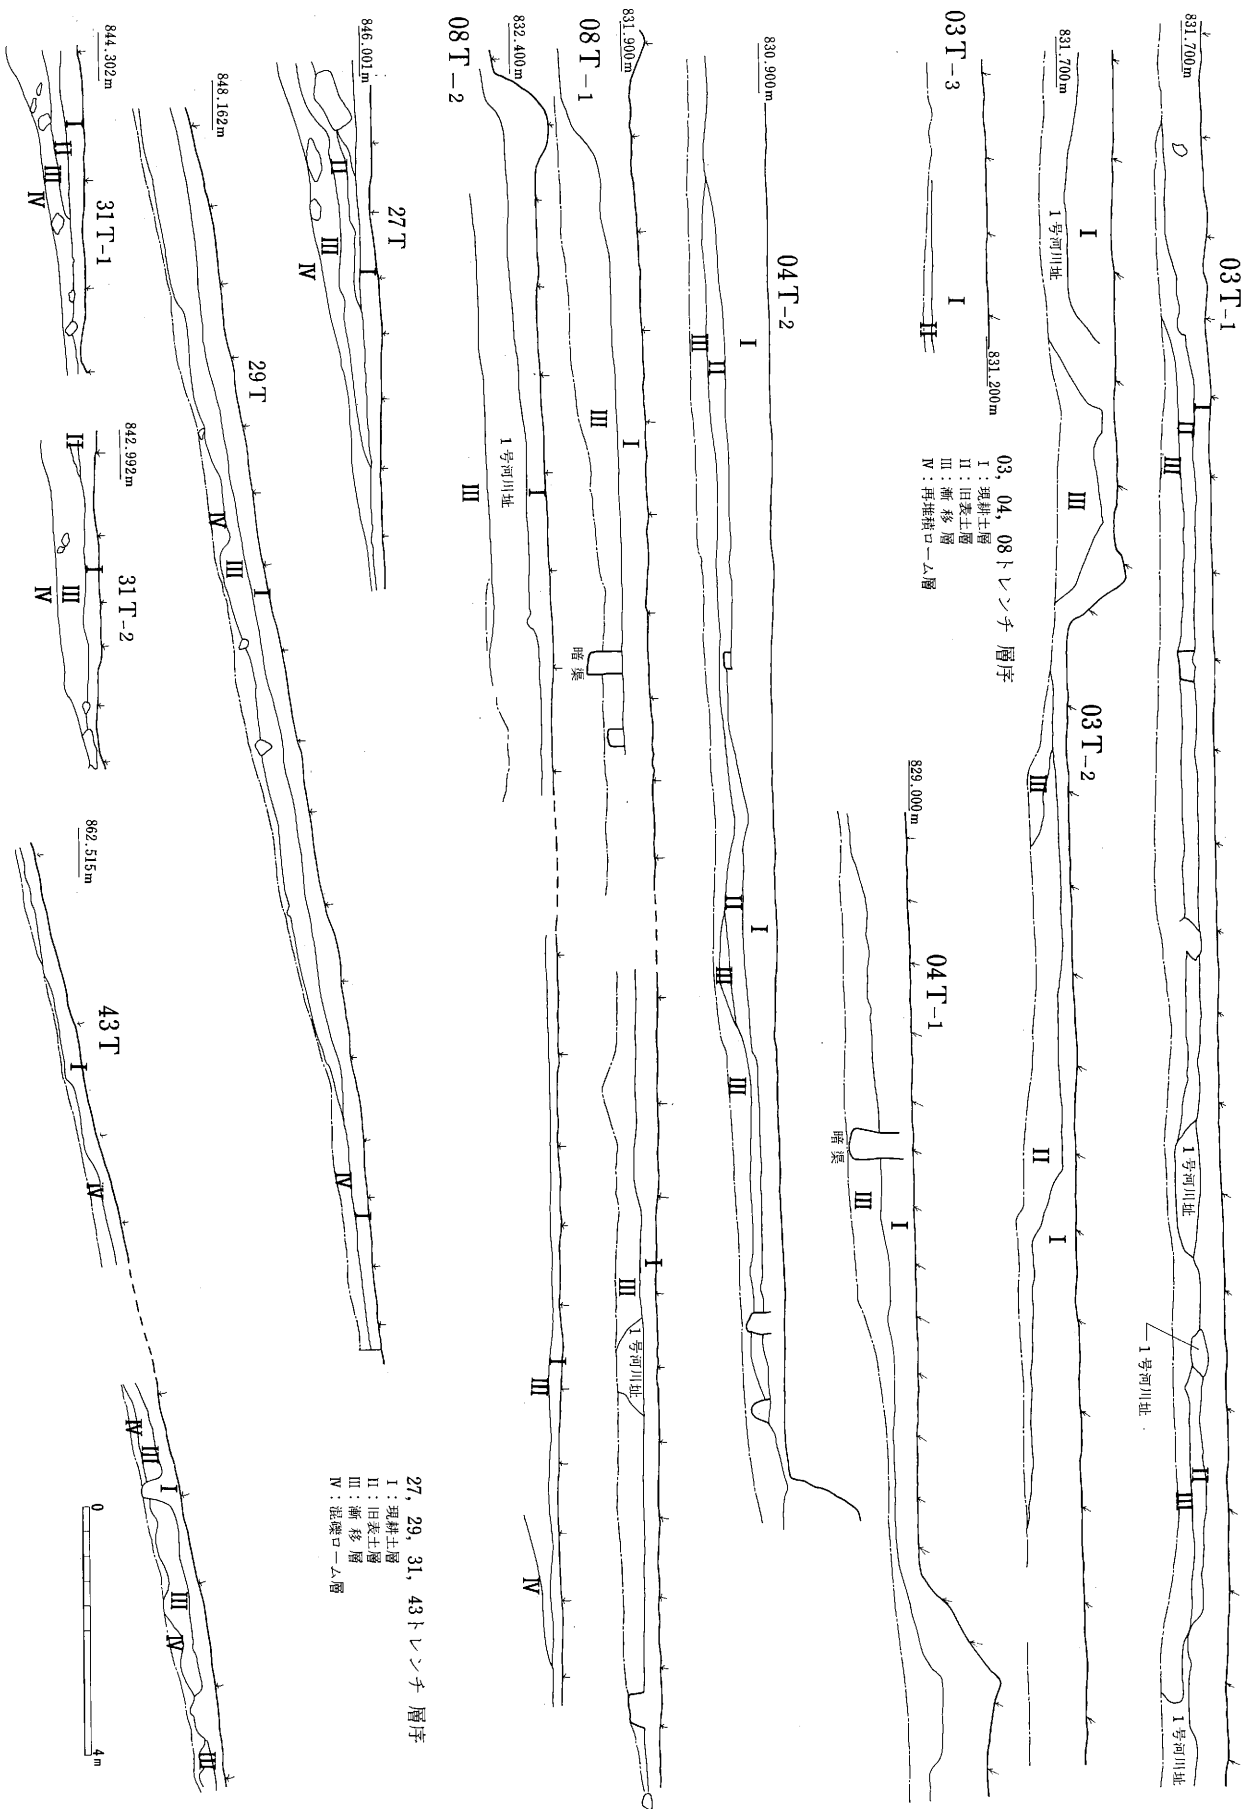 03T-1
831.700m
I
II
III
1号河川址
1号河川址
II
III
1号河川址
831.700m
I
1号河川址
III
03T-2
III
II
I
03T-3
831.200m
I
II
03, 04, 08トレンチ 層序
I：現耕土層
II：旧表土層
III：漸移層
IV：再堆積ローム層
829.000m
04T-1
暗渠
III
I
830.900m
04T-2
I
II
III
I
II
III
III
831.900m
08T-1
I
III
暗渠
I
III
1号河川址
832.400m
08T-2
1号河川址
I
III
I
III
IV
846.001m
27T
I
II
III
IV
27, 29, 31, 43トレンチ 層序
I：現耕土層
II：旧表土層
III：漸移層
IV：混礫ローム層
848.162m
29T
I
III
IV
I
IV
844.302m
31T-1
I
II
III
IV
842.992m
31T-2
II
I
III
IV
862.515m
43T
I
IV
I
III
IV
III
IV
III
0
4m